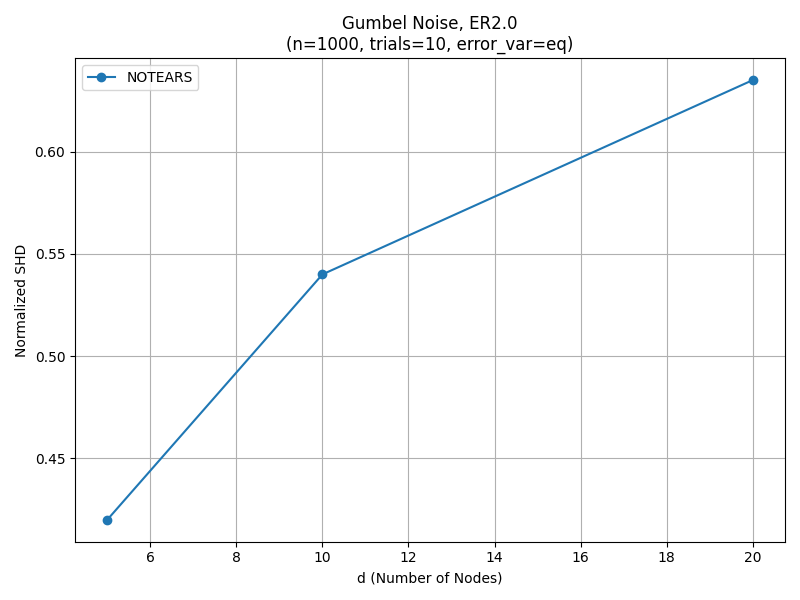 Gumbel Noise, ER2.0
(n=1000, trials=10, error_var=eq)
NOTEARS
Normalized SHD
0.60
0.55
0.50
0.45
6 8 10 12 14 16 18 20
d (Number of Nodes)